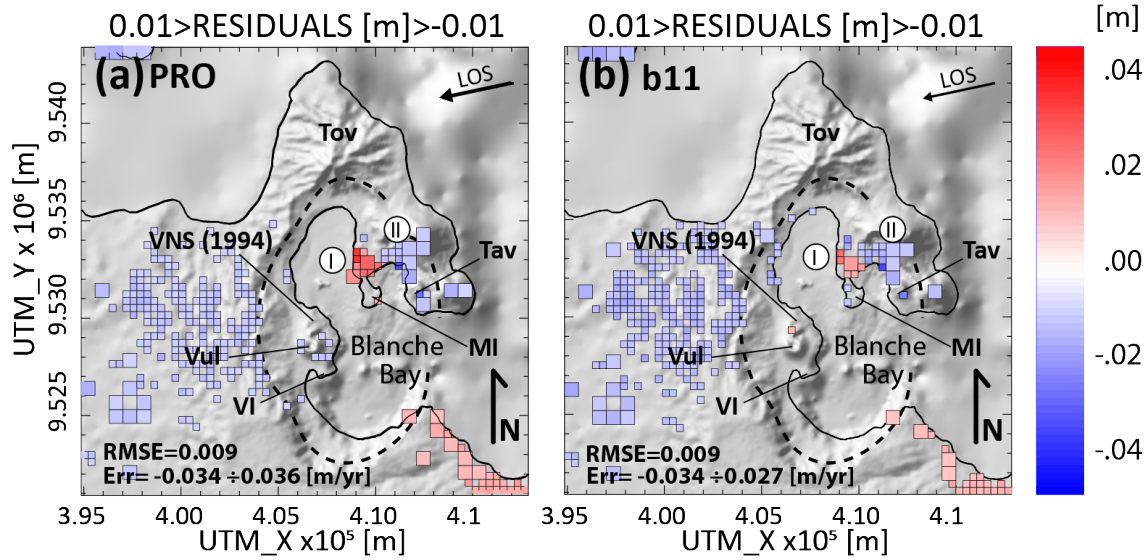 0.01>RESIDUALS [m]>-0.01
0.01>RESIDUALS [m]>-0.01
[m]
(a) PRO
LOS
(b) b11
LOS
Tov
Tov
II
II
VNS (1994)
I
Tav
VNS (1994)
I
Tav
Vul
Blanche
Bay
MI
Vul
Blanche
Bay
MI
VI
VI
N
N
RMSE=0.009
Err= -0.034 ÷0.036 [m/yr]
RMSE=0.009
Err= -0.034 ÷0.027 [m/yr]
9.540
9.535
9.530
9.525
UTM_Y x 10⁶ [m]
3.95
4.00
4.05
4.10
4.1
3.95
4.00
4.05
4.10
4.1
UTM_X x10⁵ [m]
UTM_X x10⁵ [m]
0.04
.02
.00
-.02
-.04